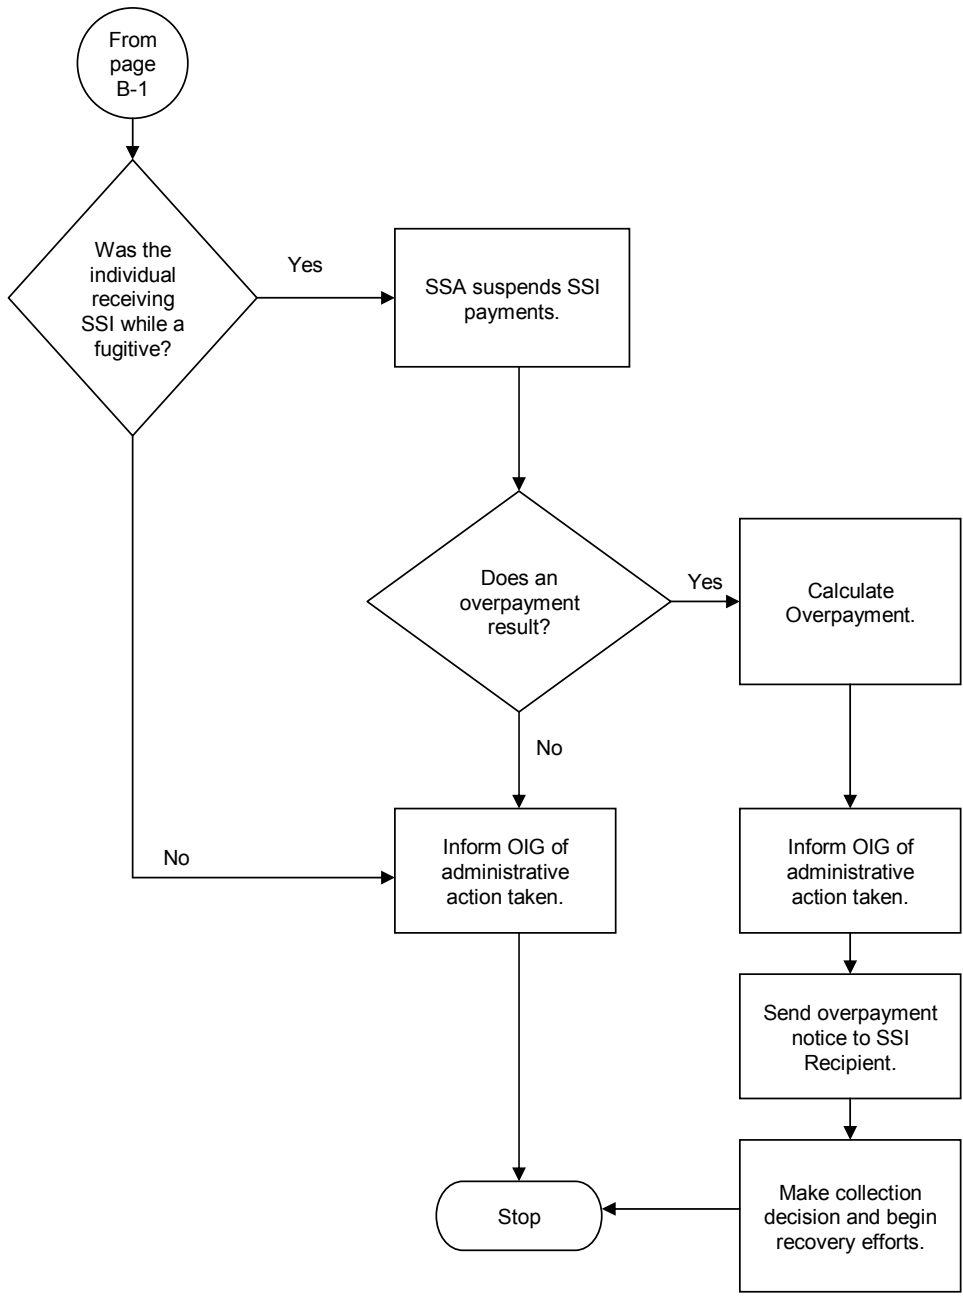 From
page
B-1
Was the
individual
receiving
SSI while a
fugitive?
Yes
SSA suspends SSI
payments.
Does an
overpayment
result?
Yes
Calculate
Overpayment.
No
No
Inform OIG of
administrative
action taken.
Inform OIG of
administrative
action taken.
Send overpayment
notice to SSI
Recipient.
Make collection
decision and begin
recovery efforts.
Stop